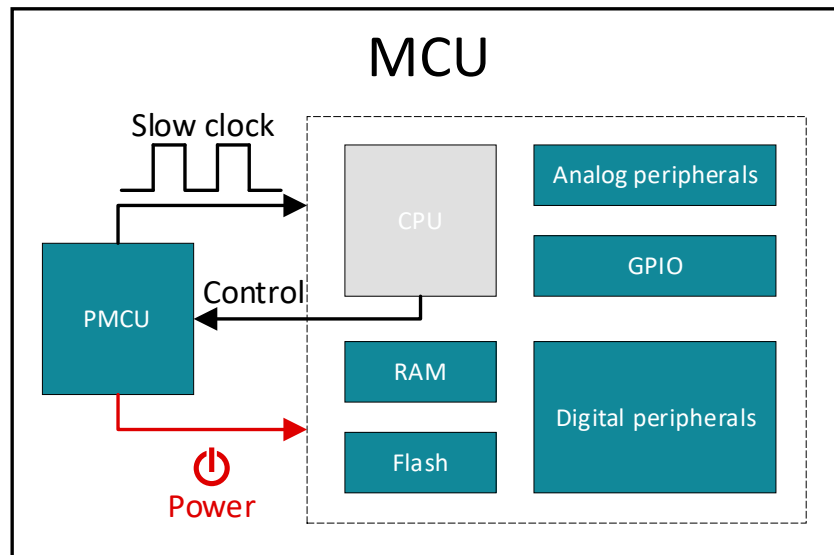 MCU
Slow clock
CPU
Analog peripherals
GPIO
PMCU
Control
RAM
Digital peripherals
Flash
Power